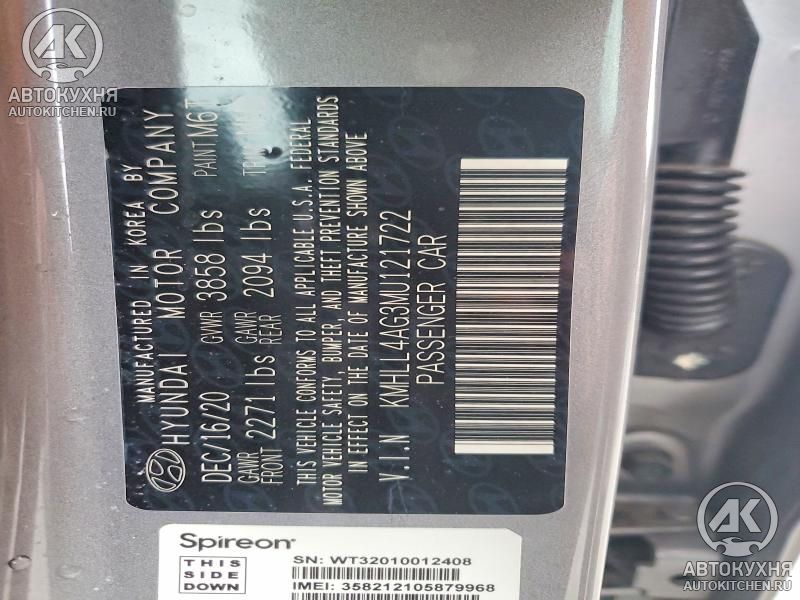 MANUFACTURED IN KOREA BY
HYUNDAI MOTOR COMPANY
DEC/16/20 GVWR 3858 lbs PAINT M6T
GAWR FRONT 2271 lbs GAWR REAR 2094 lbs
THIS VEHICLE CONFORMS TO ALL APPLICABLE U.S.A. FEDERAL
MOTOR VEHICLE SAFETY, BUMPER, AND THEFT PREVENTION STANDARDS
IN EFFECT ON THE DATE OF MANUFACTURE SHOWN ABOVE
V.I.N KMHLL4AG3MU121722
PASSENGER CAR
Spireon
THIS
SIDE
DOWN
SN: WT32010012408
IMEI: 358212105879968
АК
АВТОКУХНЯ
AUTOKITCHEN.RU
АК
АВТОКУХНЯ
AUTOKITCHEN.RU